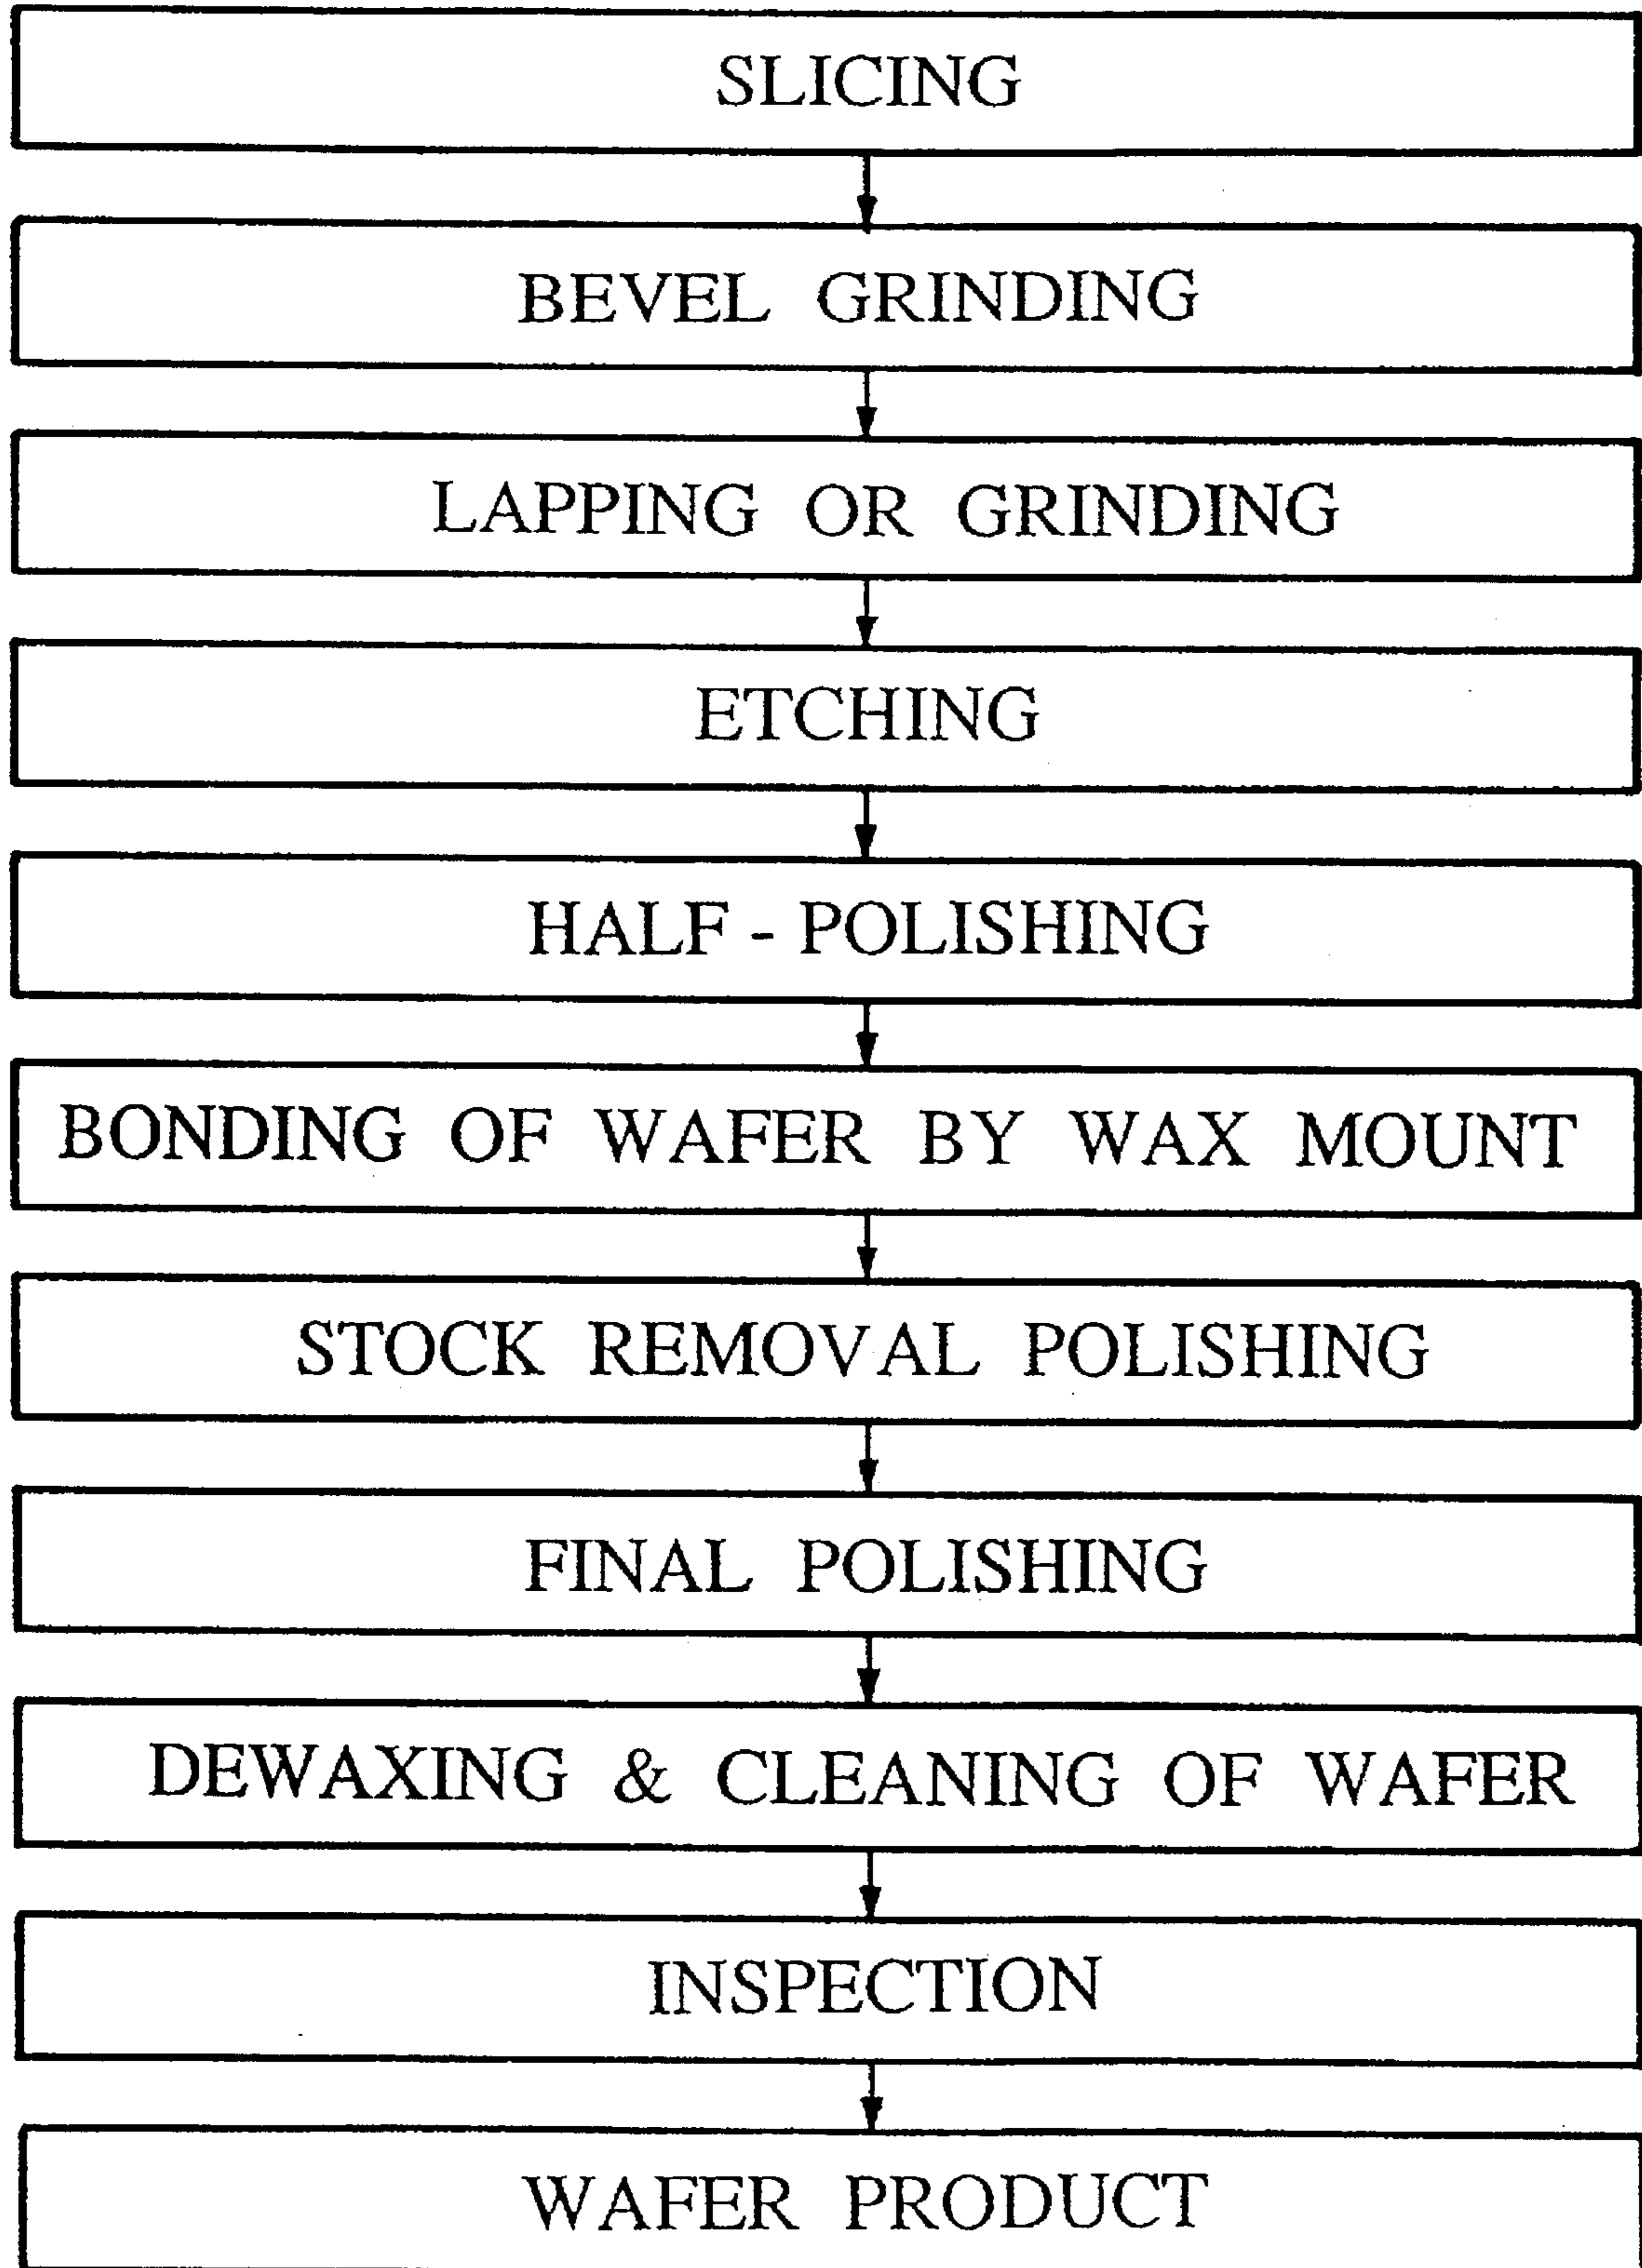 SLICING
BEVEL GRINDING
LAPPING OR GRINDING
ETCHING
HALF - POLISHING
BONDING OF WAFER BY WAX MOUNT
STOCK REMOVAL POLISHING
FINAL POLISHING
DEWAXING & CLEANING OF WAFER
INSPECTION
WAFER PRODUCT